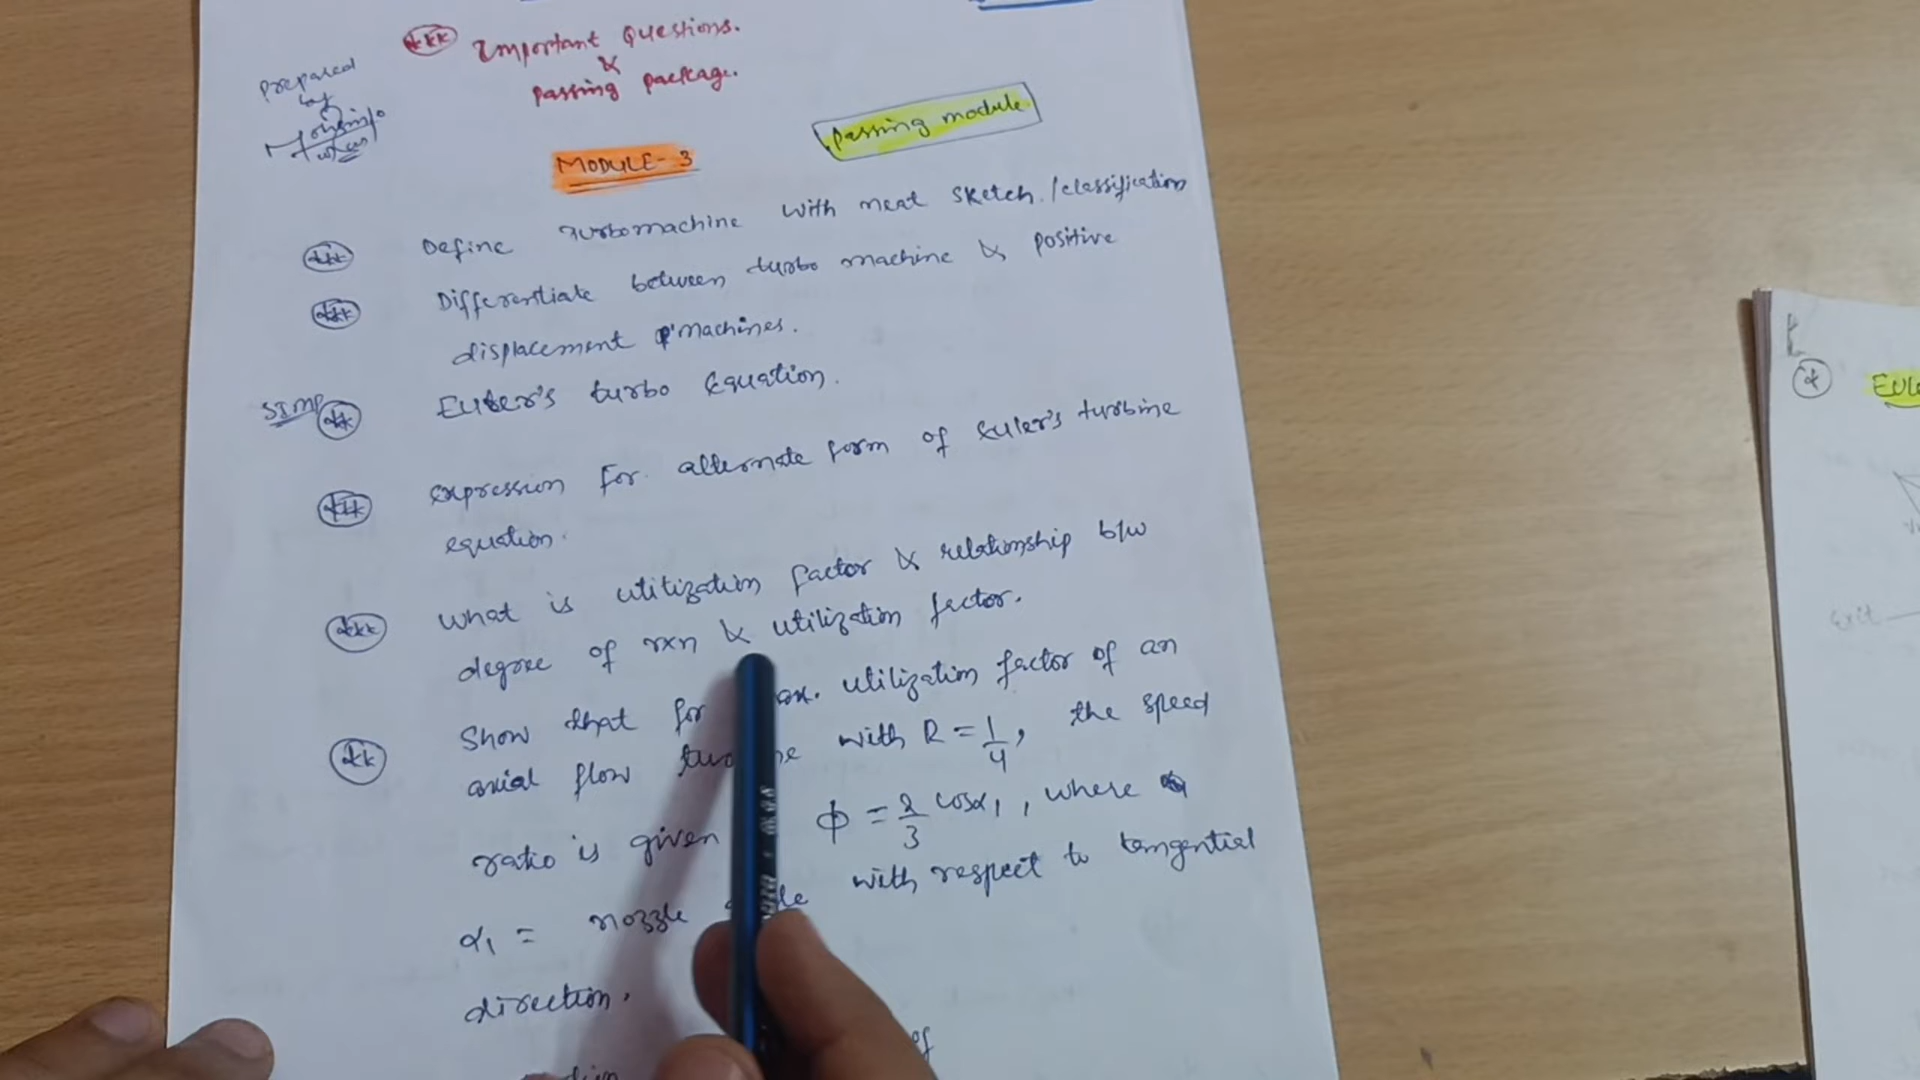 Important Questions.
&
passing package.
Prepared
by
passing module
MODULE-3
Define turbomachine with neat sketch./classification
Differentiate between turbo machine & positive
displacement machines.
SIMP
Euler's turbo Equation.
expression for alternate form of Euler's turbine
equation.
What is utilization factor & relationship b/w
degree of rxn & utilization factor.
Show that for utilization factor of an
axial flow with R = 1/4, the speed
ratio is given ϕ = 2/3 cosα1, where
α1 = nozzle with respect to tangential
direction.